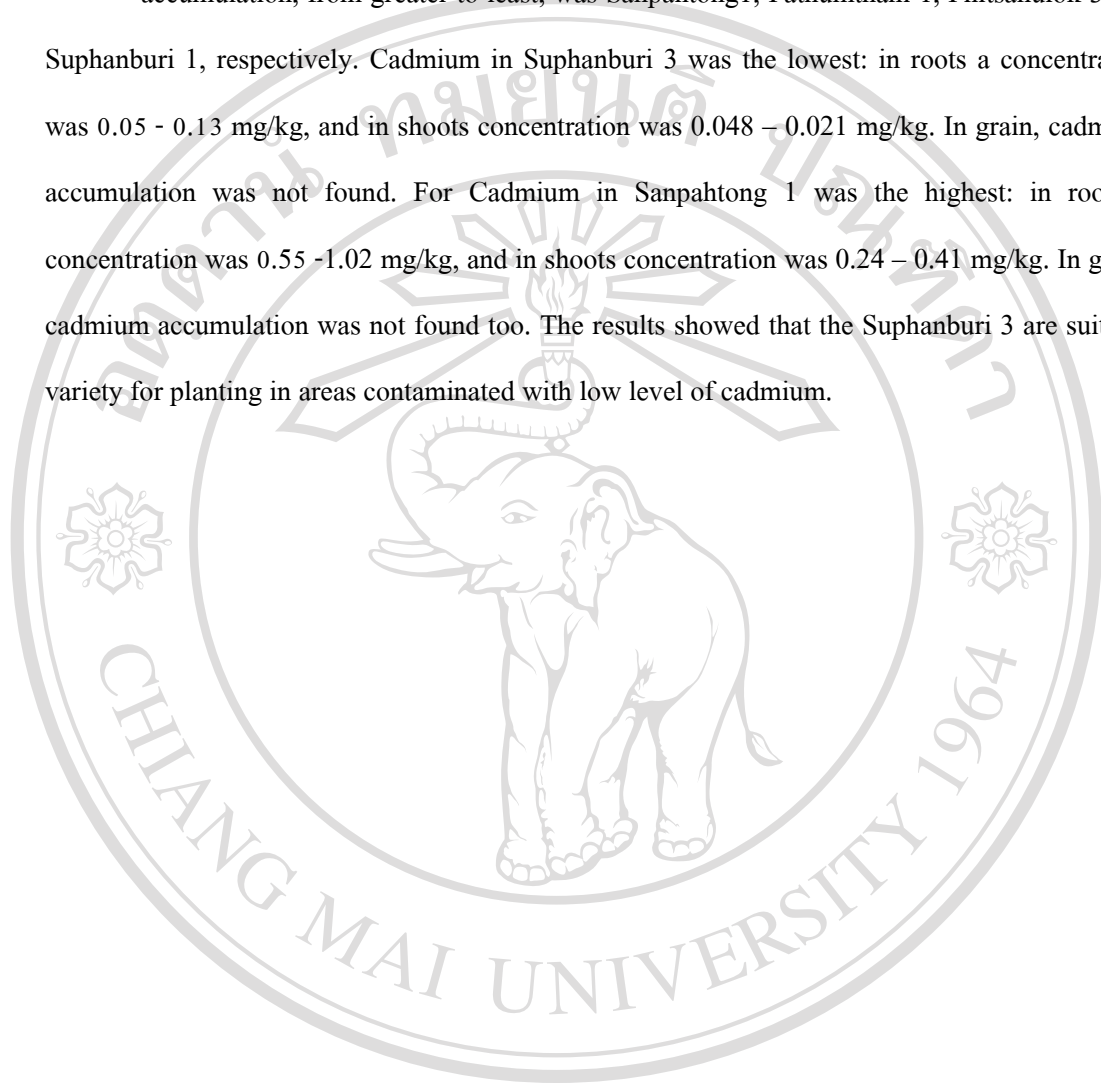 accumulation, from greater to least, was Sanpahtong1, Pathumthani 1, Phitsanulok
Suphanburi 1, respectively. Cadmium in Suphanburi 3 was the lowest: in roots a concentra
was 0.05 - 0.13 mg/kg, and in shoots concentration was 0.048 – 0.021 mg/kg. In grain, cadm
accumulation was not found. For Cadmium in Sanpahtong 1 was the highest: in roo
concentration was 0.55 -1.02 mg/kg, and in shoots concentration was 0.24 – 0.41 mg/kg. In g
cadmium accumulation was not found too. The results showed that the Suphanburi 3 are suit
variety for planting in areas contaminated with low level of cadmium.
CHIANG MAI UNIVERSITY 1964